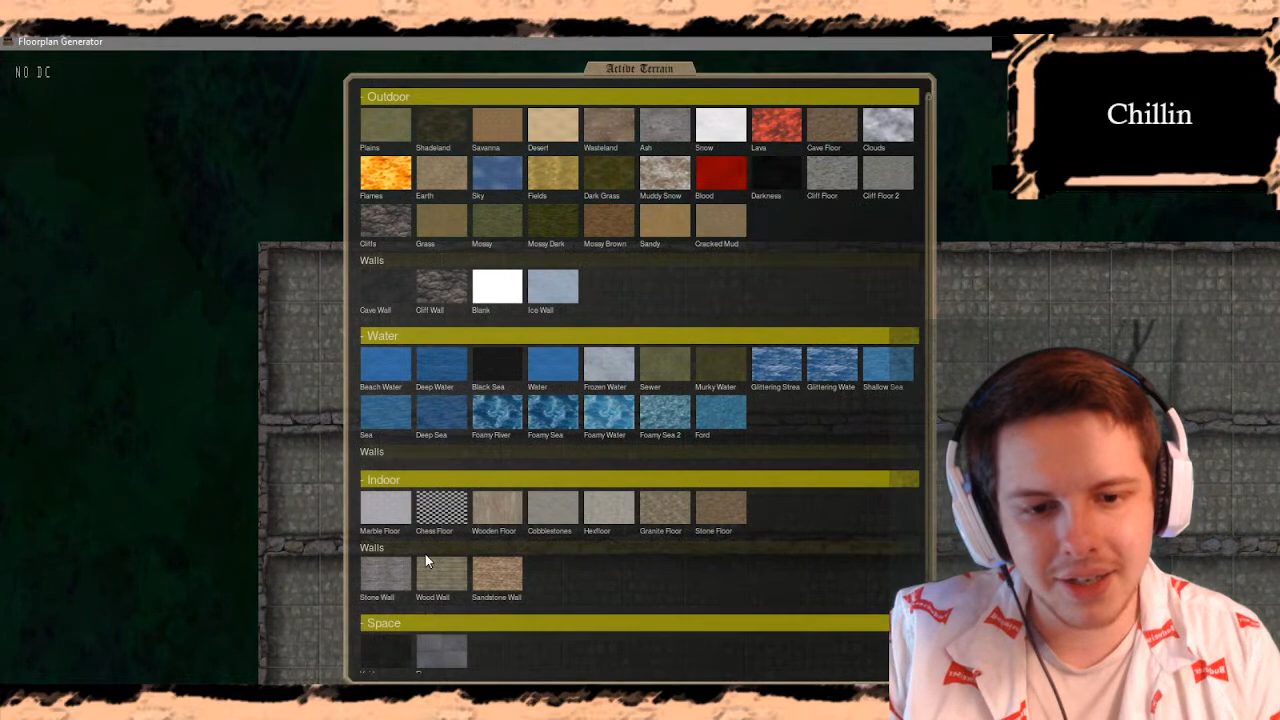 Floorplan Generator
NO DC
Active Terrain
Chillin
- Outdoor
Plains Shadeland Savanna Desert Wasteland Ash Snow Lava Cave Floor Clouds
Flames Earth Sky Fields Dark Grass Muddy Snow Blood Darkness Cliff Floor Cliff Floor 2
Cliffs Grass Mossy Mossy Dark Mossy Brown Sandy Cracked Mud
Walls
Cave Wall Cliff Wall Blank Ice Wall
- Water
Beach Water Deep Water Black Sea Water Frozen Water Sewer Murky Water Glittering Strea Glittering Wate Shallow Sea
Sea Deep Sea Foamy River Foamy Sea Foamy Water Foamy Sea 2 Ford
Walls
- Indoor
Marble Floor Chess Floor Wooden Floor Cobblestones Hexfloor Granite Floor Stone Floor
Walls
Stone Wall Wood Wall Sandstone Wall
- Space